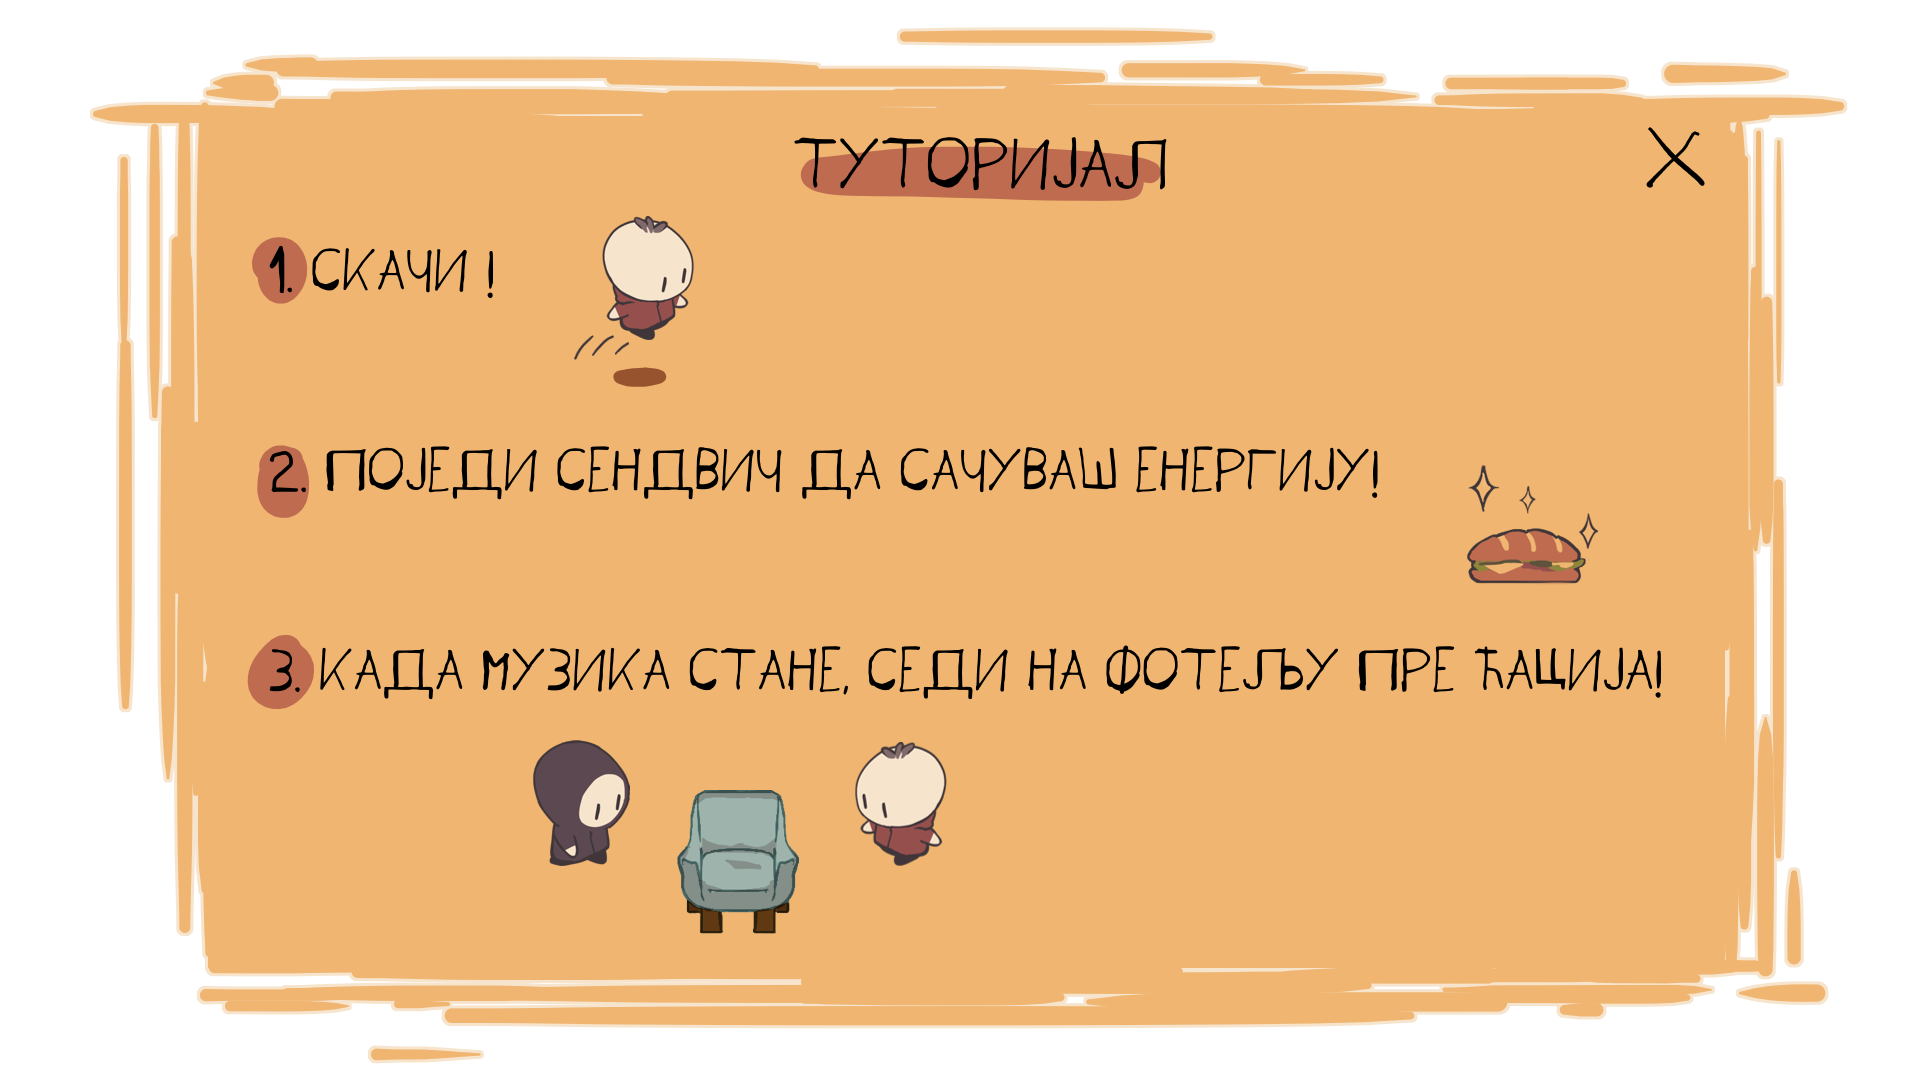 ТУТОРИЈАЛ
X
1. СКАЧИ !
2. ПОЈЕДИ СЕНДВИЧ ДА САЧУВАШ ЕНЕРГИЈУ!
3. КАДА МУЗИКА СТАНЕ, СЕДИ НА ФОТЕЉУ ПРЕ ЋАЦИЈА!